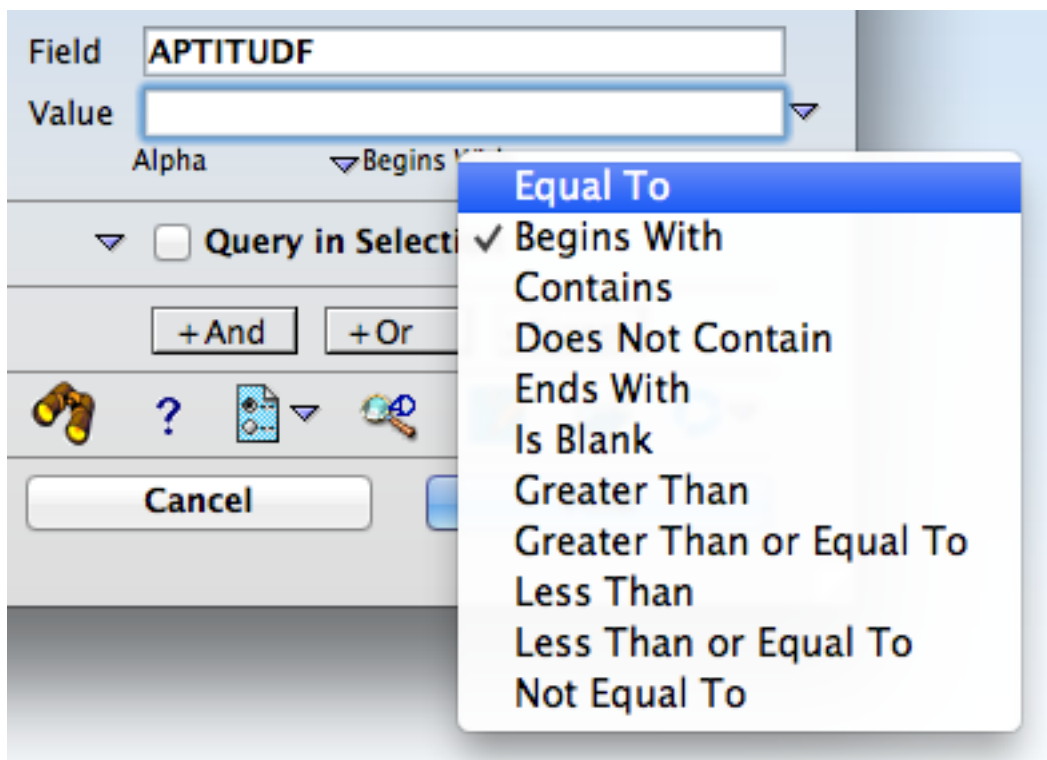 Field APTITUDF
Value
Alpha Begins
Equal To
Query in Selecti ✓ Begins With
Contains
+And +Or Does Not Contain
Ends With
?
Is Blank
Cancel Greater Than
Greater Than or Equal To
Less Than
Less Than or Equal To
Not Equal To